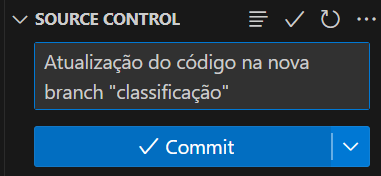 SOURCE CONTROL
Atualização do código na nova
branch "classificação"
Commit